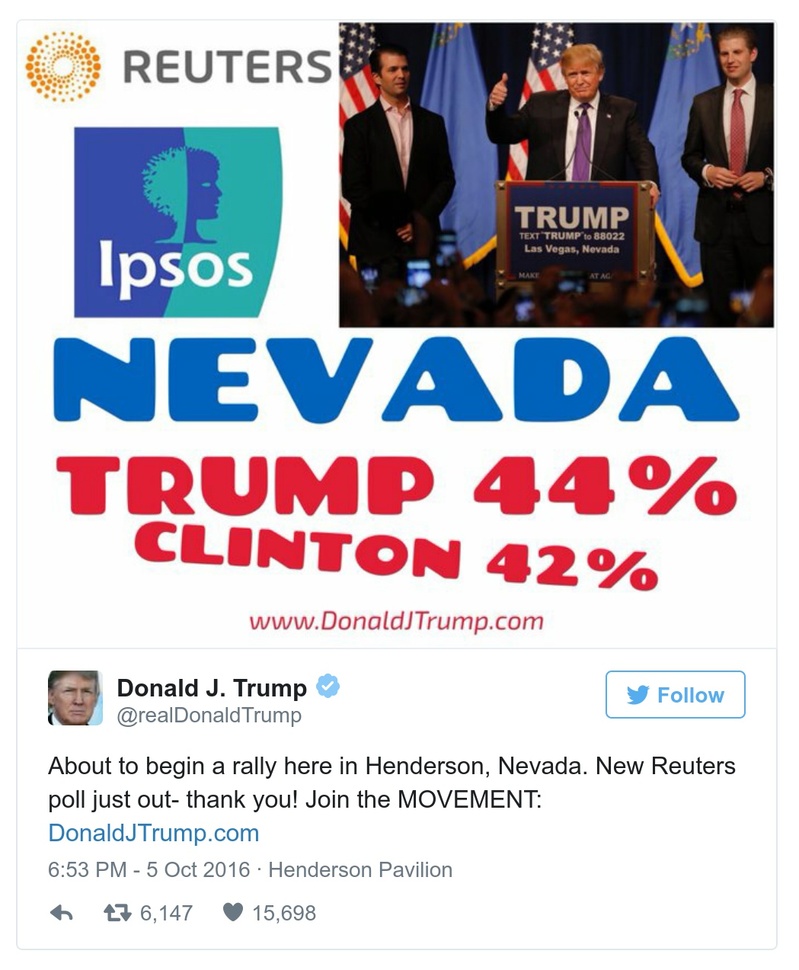 REUTERS
Ipsos
TRUMP
TEXT "TRUMP" to 88022
Las Vegas, Nevada
MAKE AT AG
NEVADA
TRUMP 44%
CLINTON 42%
www.DonaldJTrump.com
Donald J. Trump
@realDonaldTrump
Follow
About to begin a rally here in Henderson, Nevada. New Reuters
poll just out- thank you! Join the MOVEMENT:
DonaldJTrump.com
6:53 PM - 5 Oct 2016 · Henderson Pavilion
6,147 15,698